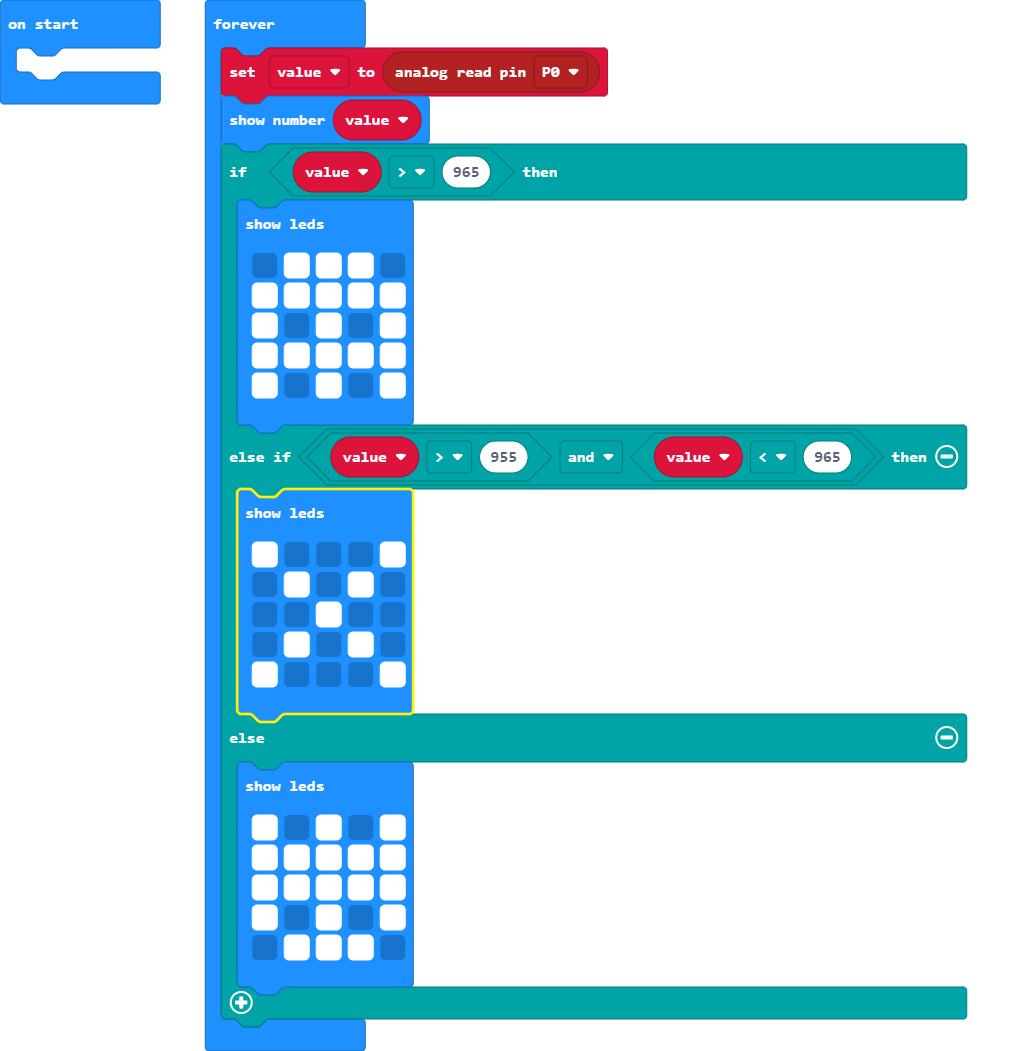 on start
forever
set value to analog read pin P0
show number value
if value > 965 then
show leds
else if value > 955 and value < 965 then
show leds
else
show leds